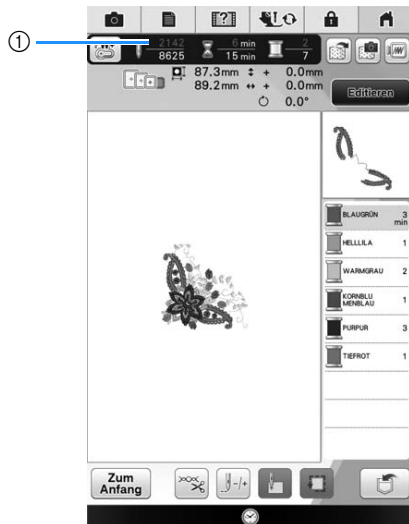 ①
2142 6 min 2
8625 15 min 7
87.3mm ↕ + 0.0mm
89.2mm ↔ + 0.0mm
0.0°
Editieren
BLAUGRÜN 3
min
HELLLILA 1
WARMGRAU 2
KORNBLU
MENBLAU 1
PURPUR 3
TIEFROT 1
Zum
Anfang
-/+